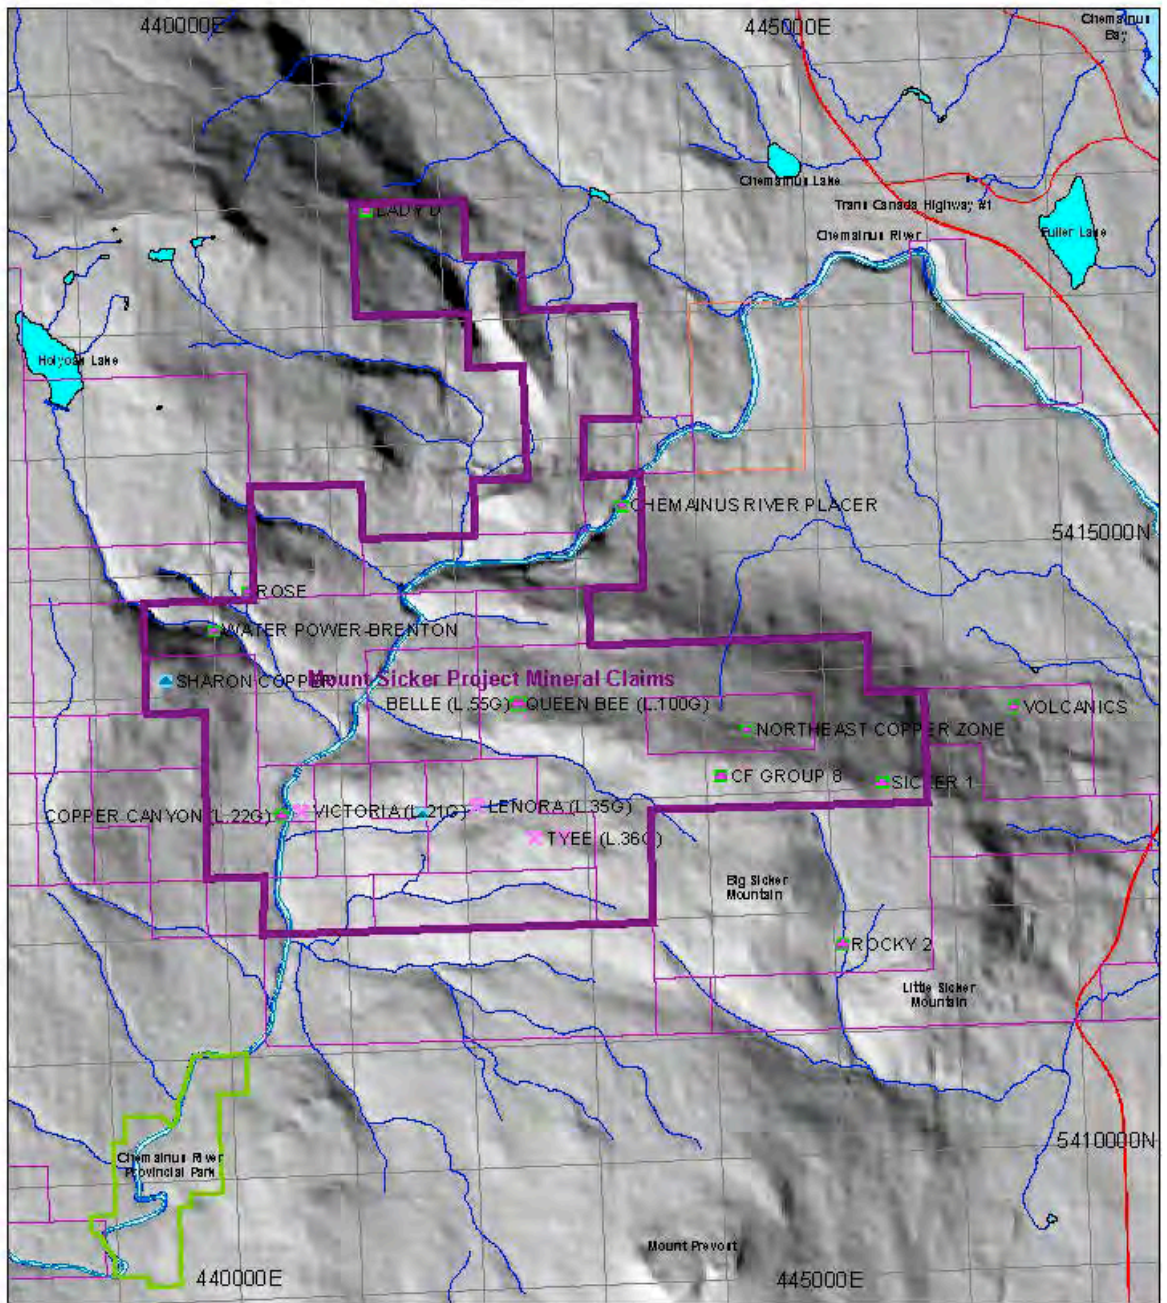 440000E
445000E
Chemainus
Bay
Chemainus Lake
LADY D
Trans Canada Highway #1
Fuller Lake
Chemainus River
Holyoak Lake
CHEMAINUS RIVER PLACER
5415000N
ROSE
WATER POWER-BRENTON
SHARON COPPER
Mount Sicker Project Mineral Claims
BELLE (L.55G)
QUEEN BEE (L.100G)
VOLCANICS
NORTHEAST COPPER ZONE
CF GROUP 8
SICKER 1
COPPER CANYON (L.22G)
VICTORIA (L.21G)
LENORA (L.35G)
TYEE (L.36G)
Big Sicker
Mountain
ROCKY 2
Little Sicker
Mountain
5410000N
Chemainus River
Provincial Park
Mount Prevost
440000E
445000E